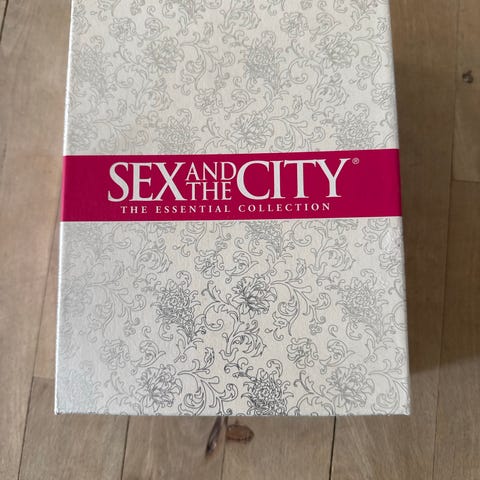 SEX AND THE CITY®
THE ESSENTIAL COLLECTION